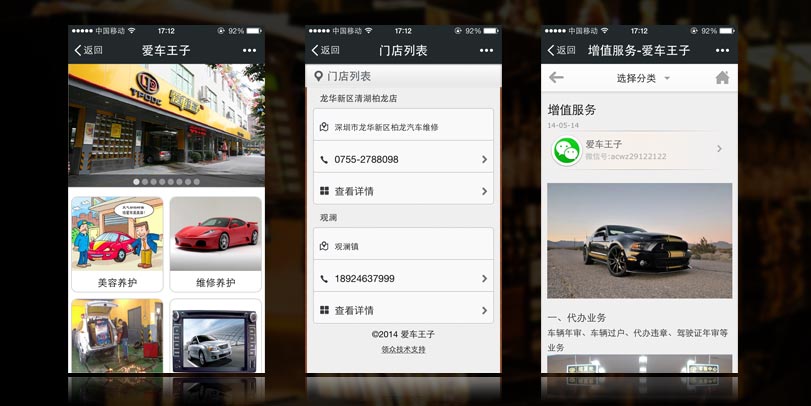 中国移动 17:12 92%
返回 爱车王子
美容养护
维修养护
中国移动 17:12 92%
返回 门店列表
门店列表
龙华新区清湖柏龙店
深圳市龙华新区柏龙汽车维修
0755-2788098
查看详情
观澜
观澜镇
18924637999
查看详情
©2014 爱车王子
领众技术支持
中国移动 17:12 92%
返回 增值服务-爱车王子
选择分类
增值服务
14-05-14
爱车王子
微信号:acwz29122122
一、代办业务
车辆年审、车辆过户、代办违章、驾驶证年审等
业务